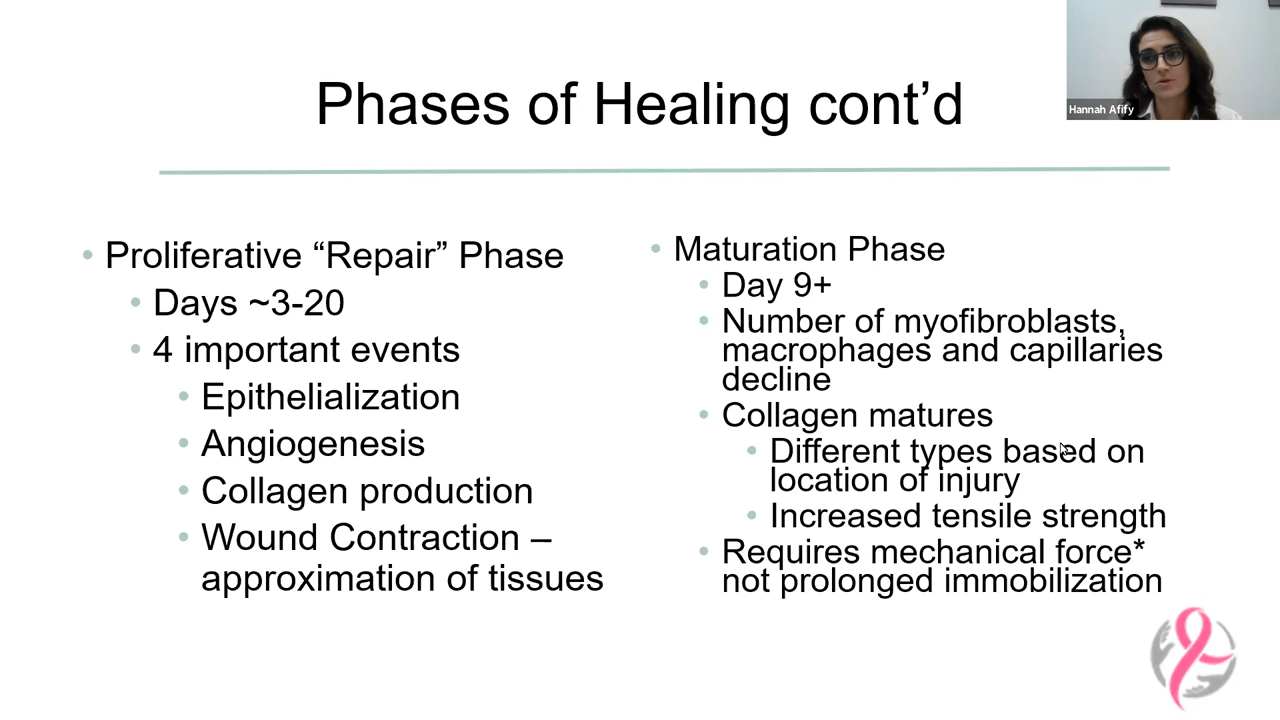 Phases of Healing cont’d
Hannah Afify
• Proliferative “Repair” Phase
• Days ~3-20
• 4 important events
• Epithelialization
• Angiogenesis
• Collagen production
• Wound Contraction –
approximation of tissues
• Maturation Phase
• Day 9+
• Number of myofibroblasts,
macrophages and capillaries
decline
• Collagen matures
• Different types based on
location of injury
• Increased tensile strength
• Requires mechanical force*
not prolonged immobilization